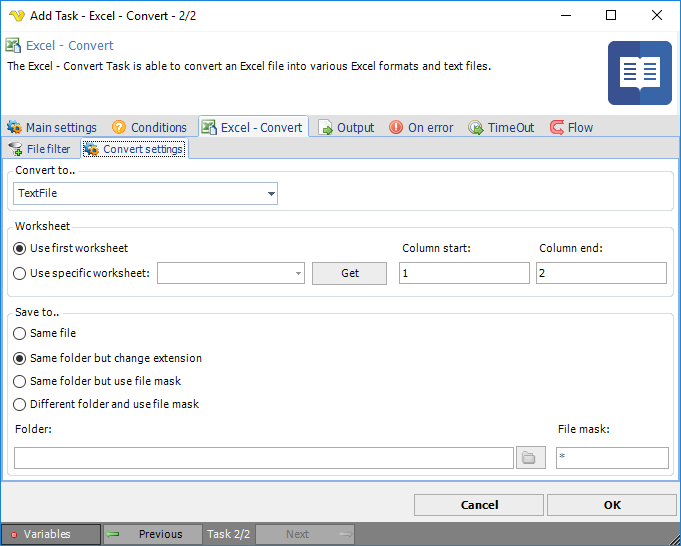 Add Task - Excel - Convert - 2/2
Excel - Convert
The Excel - Convert Task is able to convert an Excel file into various Excel formats and text files.
Main settings Conditions Excel - Convert Output On error TimeOut Flow
File filter Convert settings
Convert to..
TextFile
Worksheet
Use first worksheet Column start: Column end:
Use specific worksheet: Get 1 2
Save to..
Same file
Same folder but change extension
Same folder but use file mask
Different folder and use file mask
Folder: File mask:
*
Cancel OK
Variables Previous Task 2/2 Next